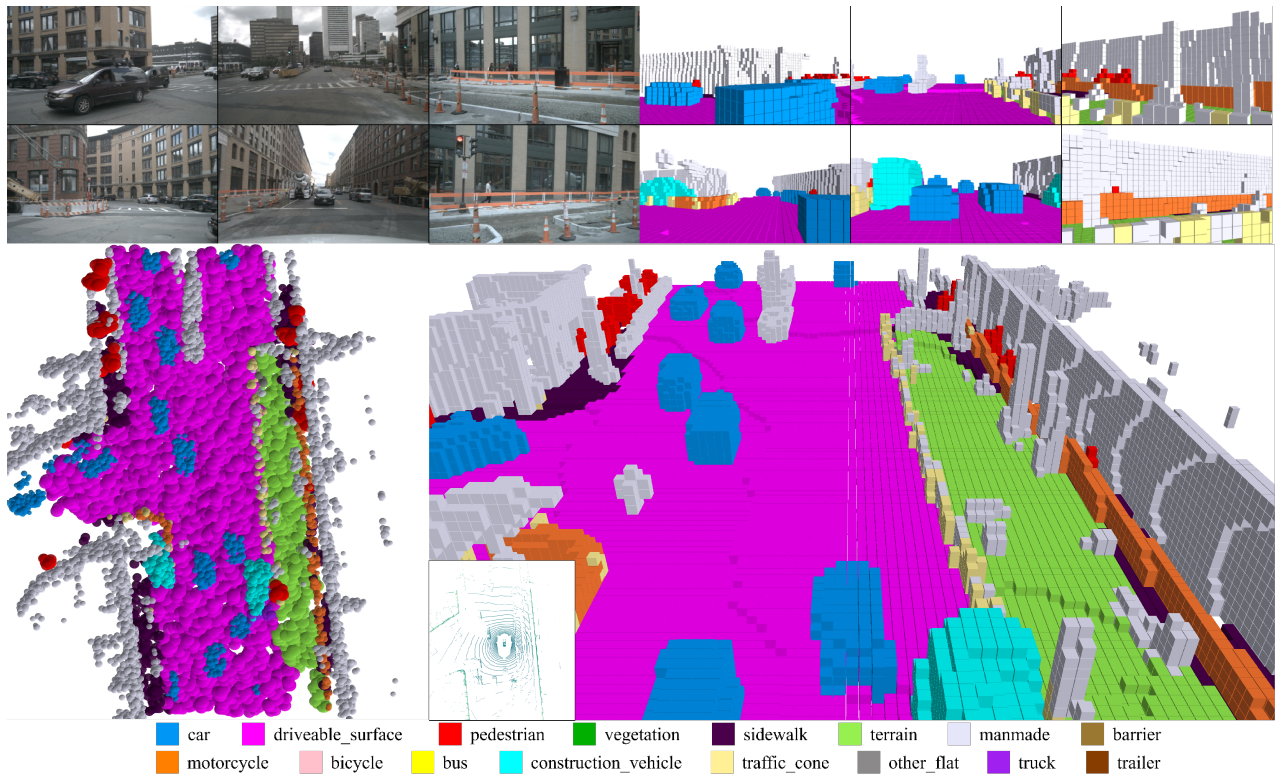 car driveable_surface pedestrian vegetation sidewalk terrain manmade barrier
motorcycle bicycle bus construction_vehicle traffic_cone other_flat truck trailer